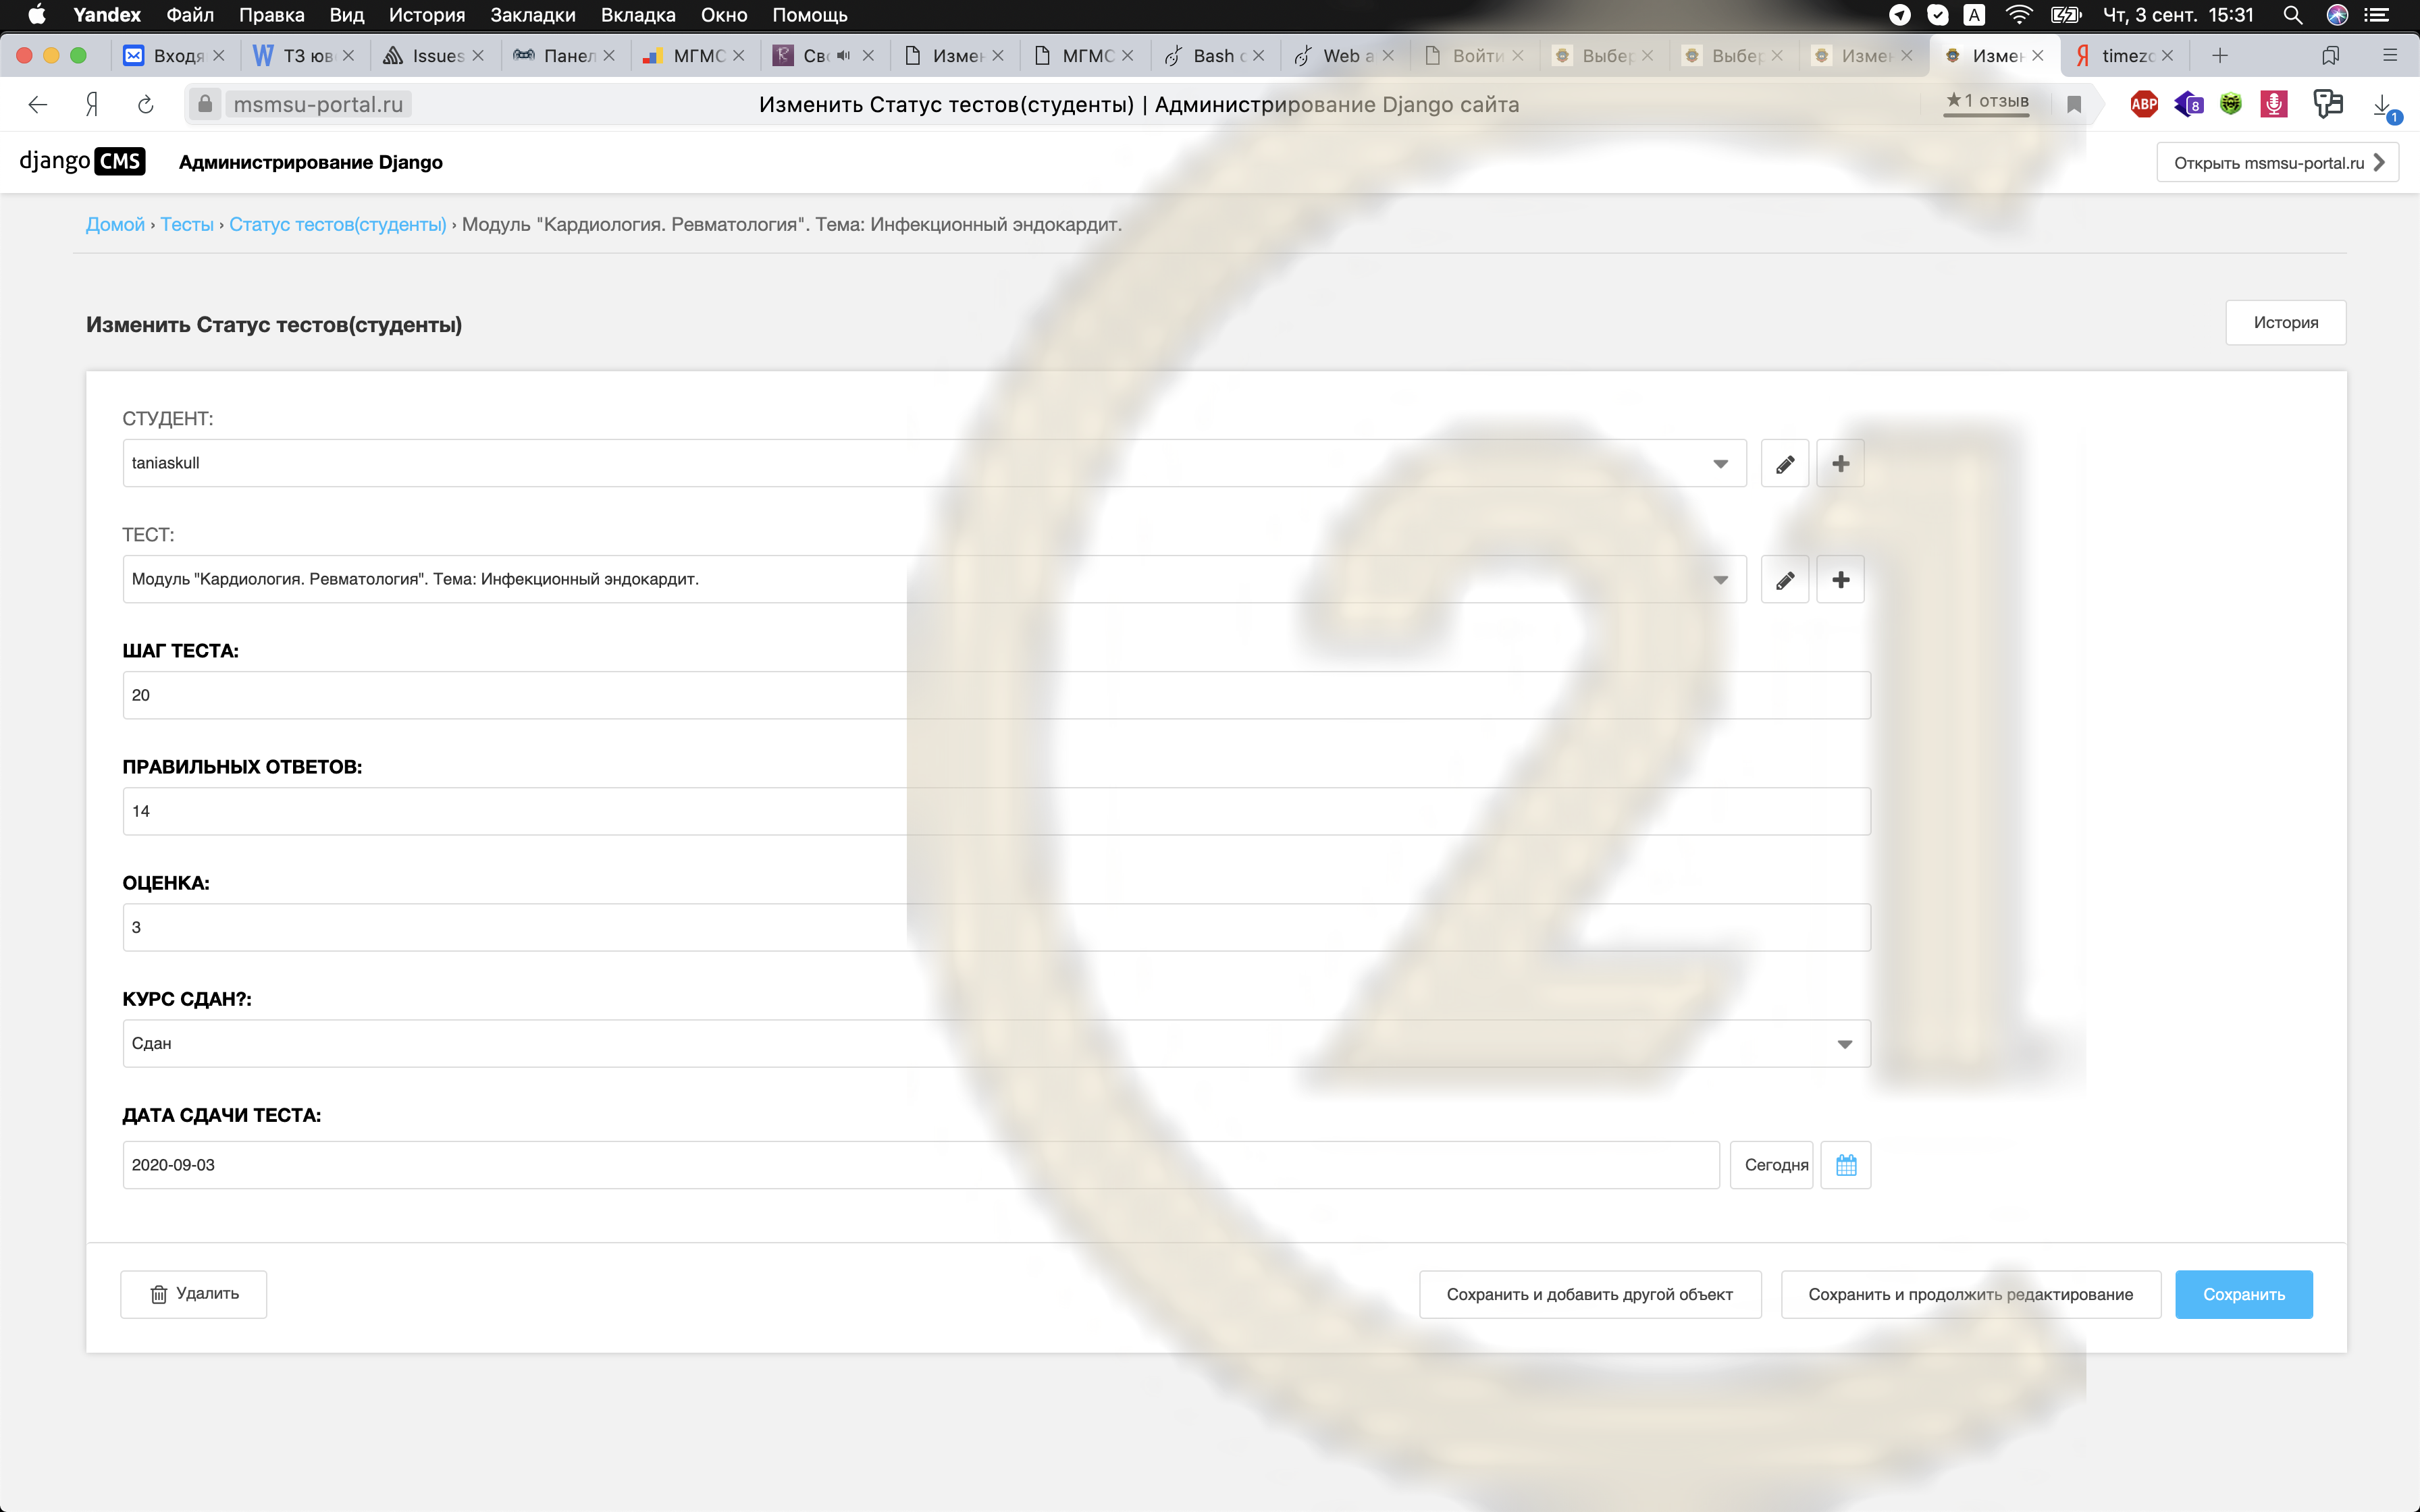 Yandex Файл Правка Вид История Закладки Вкладка Окно Помощь A Чт, 3 сент. 15:31
Входя ТЗ юв Issues Панел МГМС Св Измен МГМС Bash Web a Войти Выбер Выбер Измен Измен timez
Я msmsu-portal.ru Изменить Статус тестов(студенты) | Администрирование Django сайта ★1 отзыв ABP 8 1
django CMS Администрирование Django Открыть msmsu-portal.ru
Домой › Тесты › Статус тестов(студенты) › Модуль "Кардиология. Ревматология". Тема: Инфекционный эндокардит.
Изменить Статус тестов(студенты) История
СТУДЕНТ:
taniaskull
ТЕСТ:
Модуль "Кардиология. Ревматология". Тема: Инфекционный эндокардит.
ШАГ ТЕСТА:
20
ПРАВИЛЬНЫХ ОТВЕТОВ:
14
ОЦЕНКА:
3
КУРС СДАН?:
Сдан
ДАТА СДАЧИ ТЕСТА:
2020-09-03 Сегодня
Удалить Сохранить и добавить другой объект Сохранить и продолжить редактирование Сохранить
C21